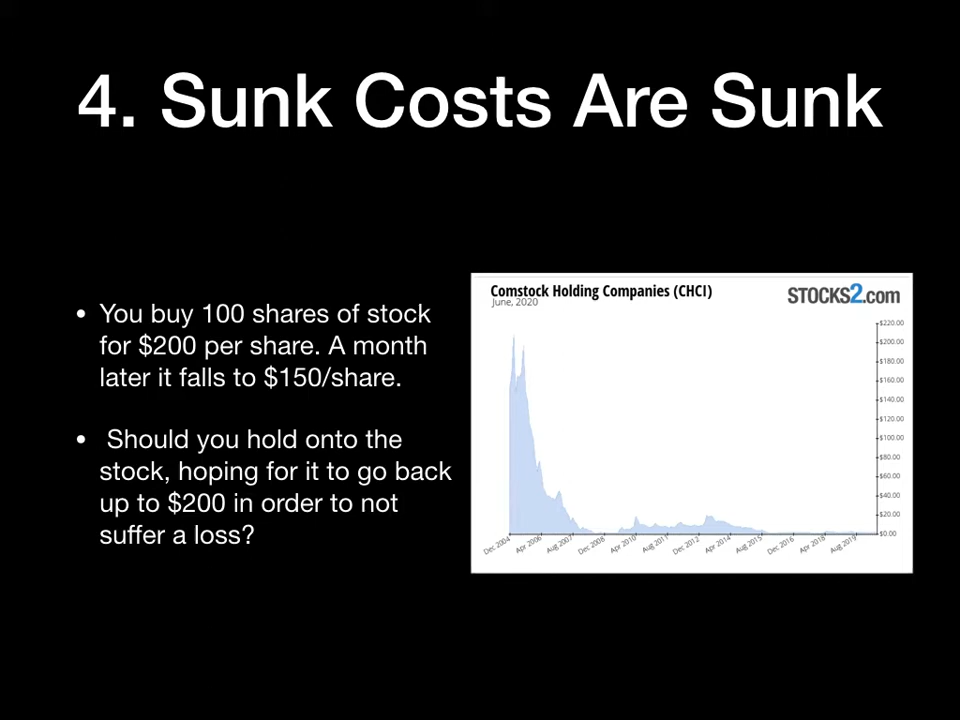 4. Sunk Costs Are Sunk
• You buy 100 shares of stock
for $200 per share. A month
later it falls to $150/share.
• Should you hold onto the
stock, hoping for it to go back
up to $200 in order to not
suffer a loss?
Comstock Holding Companies (CHCI)
June, 2020
STOCKS2.com
$220.00
$200.00
$180.00
$160.00
$140.00
$120.00
$100.00
$80.00
$60.00
$40.00
$20.00
$0.00
Dec 2004
Apr 2006
Aug 2007
Dec 2008
Apr 2010
Aug 2011
Dec 2012
Apr 2014
Aug 2015
Dec 2016
Apr 2018
Aug 2019